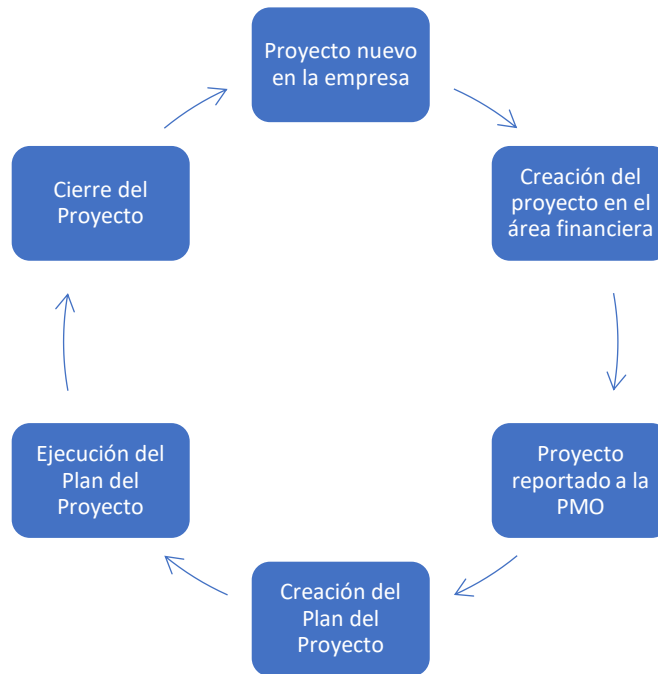 Proyecto nuevo
en la empresa
Creación del
proyecto en el
área financiera
Proyecto
reportado a la
PMO
Creación del
Plan del
Proyecto
Ejecución del
Plan del
Proyecto
Cierre del
Proyecto